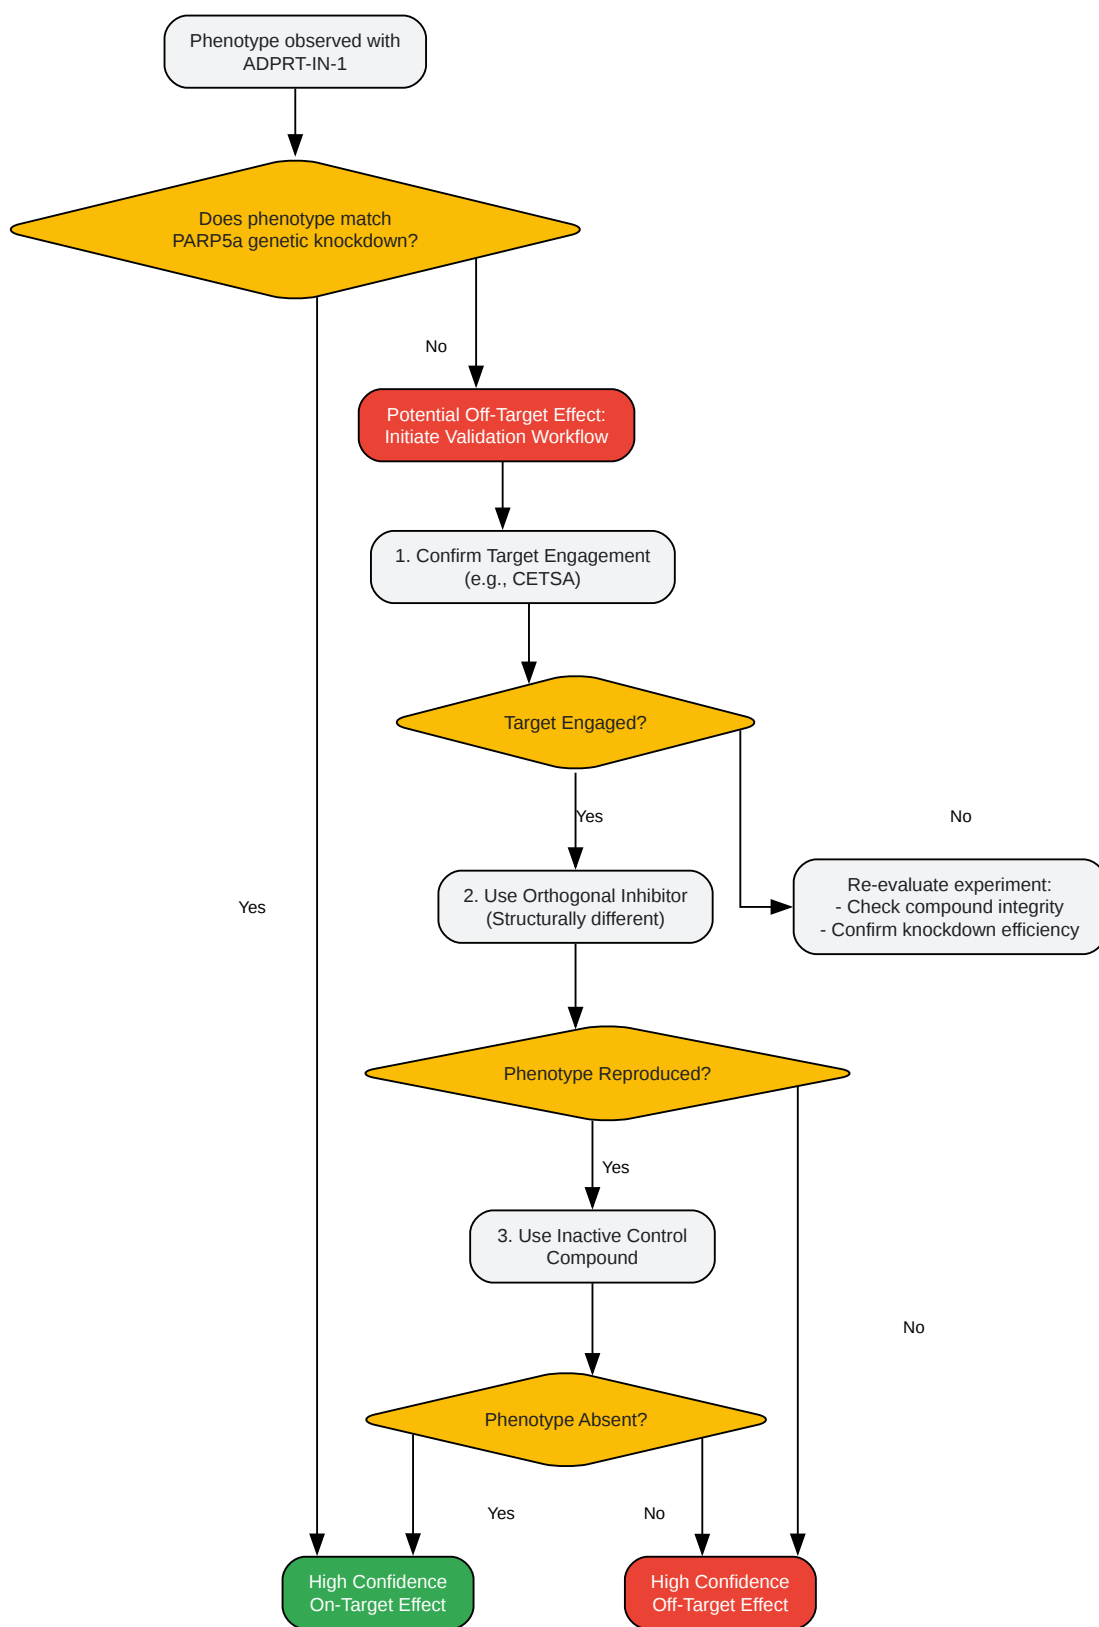 Phenotype observed with
ADPRT-IN-1
Does phenotype match
PARP5a genetic knockdown?
No
Potential Off-Target Effect:
Initiate Validation Workflow
1. Confirm Target Engagement
(e.g., CETSA)
Target Engaged?
Yes
No
2. Use Orthogonal Inhibitor
(Structurally different)
Re-evaluate experiment:
- Check compound integrity
- Confirm knockdown efficiency
Yes
Phenotype Reproduced?
Yes
3. Use Inactive Control
Compound
No
Phenotype Absent?
Yes
No
High Confidence
On-Target Effect
High Confidence
Off-Target Effect